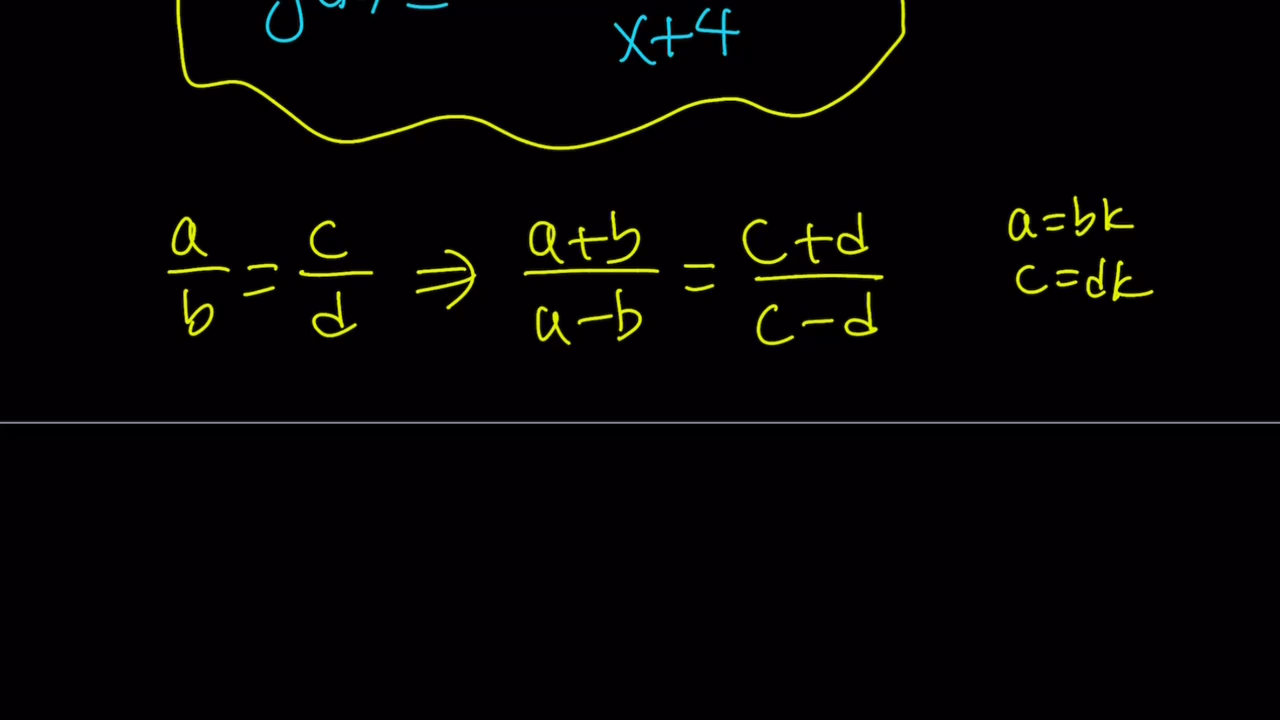 x+4
a/b = c/d ⇒ a+b/a-b = c+d/c-d
a=bk
c=dk